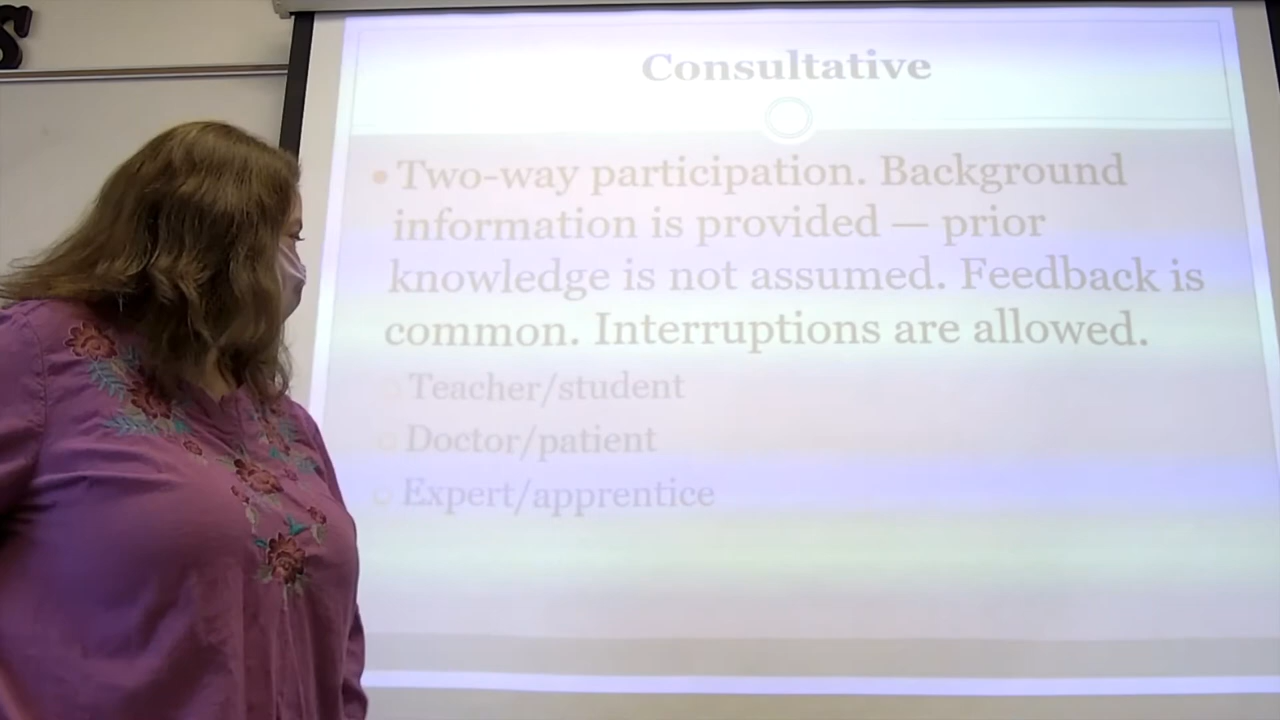 Consultative
• Two-way participation. Background
information is provided — prior
knowledge is not assumed. Feedback is
common. Interruptions are allowed.
Teacher/student
Doctor/patient
Expert/apprentice